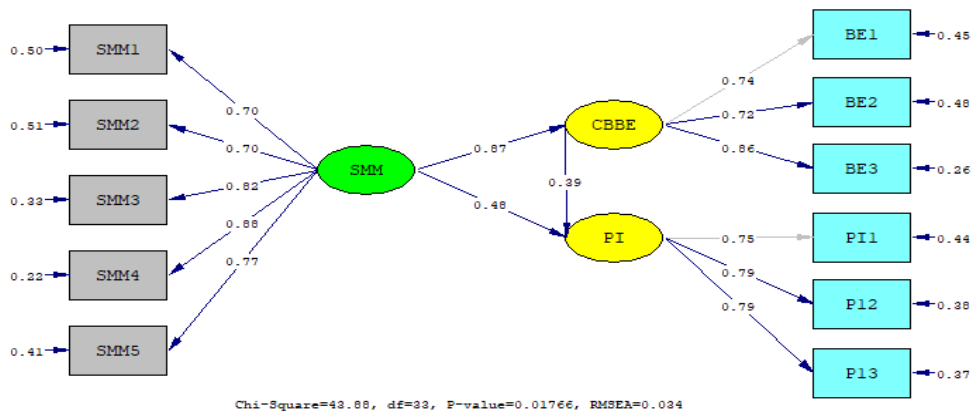 0.50 SMM1
0.51 SMM2
0.33 SMM3
0.22 SMM4
0.41 SMM5
0.70
0.70
0.82
0.88
0.77
SMM
0.87
0.48
CBBE
0.39
PI
0.74
0.72
0.86
0.75
0.79
0.79
BE1 0.45
BE2 0.48
BE3 0.26
PI1 0.44
P12 0.38
P13 0.37
Chi-Square=43.88, df=33, P-value=0.01766, RMSEA=0.034